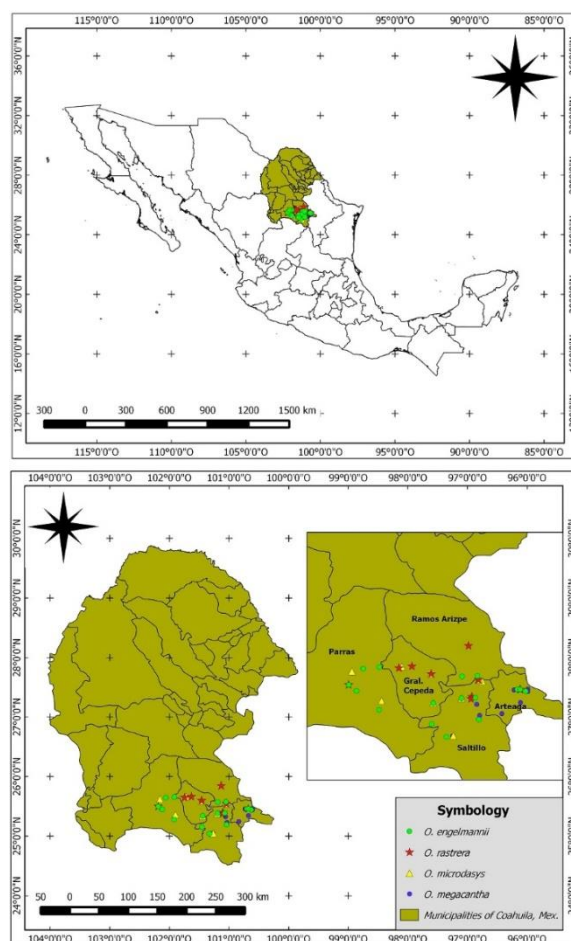 115°0'0"W 110°0'0"W 105°0'0"W 100°0'0"W 95°0'0"W 90°0'0"W 85°0'0"W
36°0'0"N
32°0'0"N
28°0'0"N
24°0'0"N
20°0'0"N
16°0'0"N
12°0'0"N
300 0 300 600 900 1200 1500 km
115°0'0"W 110°0'0"W 105°0'0"W 100°0'0"W 95°0'0"W 90°0'0"W 85°0'0"W
104°0'0"W 103°0'0"W 102°0'0"W 101°0'0"W 100°0'0"W 99°0'0"W 98°0'0"W 97°0'0"W 96°0'0"W
30°0'0"N
29°0'0"N
28°0'0"N
27°0'0"N
26°0'0"N
25°0'0"N
24°0'0"N
Ramos Arizpe
Parras
Gral.
Cepeda
Arteaga
Saltillo
Symbology
O. engelmannii
O. rastrera
O. microdasys
O. megacantha
Municipalities of Coahuila, Mex.
50 0 50 100 150 200 250 300 km
104°0'0"W 103°0'0"W 102°0'0"W 101°0'0"W 100°0'0"W 99°0'0"W 98°0'0"W 97°0'0"W 96°0'0"W